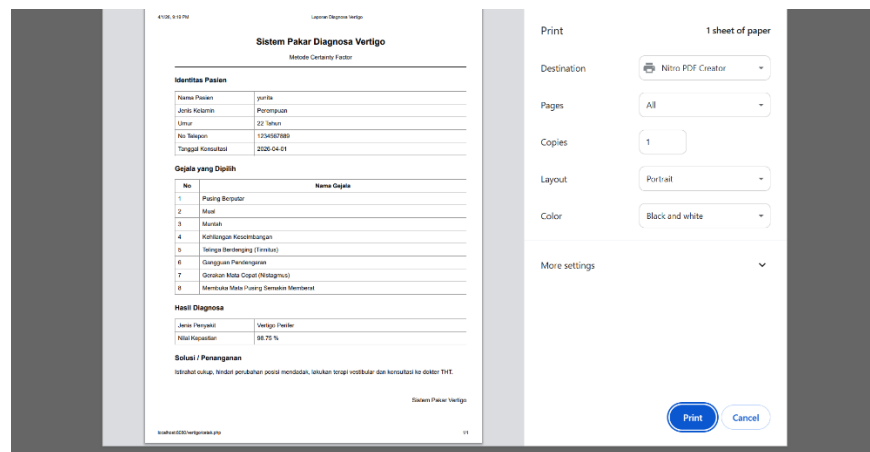 4/1/26, 9:19 PM Laporan Diagnosa Vertigo
Sistem Pakar Diagnosa Vertigo
Metode Certainty Factor
Identitas Pasien
Nama Pasien yunita
Jenis Kelamin Perempuan
Umur 22 Tahun
No Telepon 1234567889
Tanggal Konsultasi 2026-04-01
Gejala yang Dipilih
No Nama Gejala
1 Pusing Berputar
2 Mual
3 Muntah
4 Kehilangan Keseimbangan
5 Telinga Berdenging (Tinnitus)
6 Gangguan Pendengaran
7 Gerakan Mata Cepat (Nistagmus)
8 Membuka Mata Pusing Semakin Memberat
Hasil Diagnosa
Jenis Penyakit Vertigo Perifer
Nilai Kepastian 98.75 %
Solusi / Penanganan
Istirahat cukup, hindari perubahan posisi mendadak, lakukan terapi vestibular dan konsultasi ke dokter THT.
Sistem Pakar Vertigo
1/1
Print 1 sheet of paper
Destination Nitro PDF Creator
Pages All
Copies 1
Layout Portrait
Color Black and white
More settings
Print Cancel